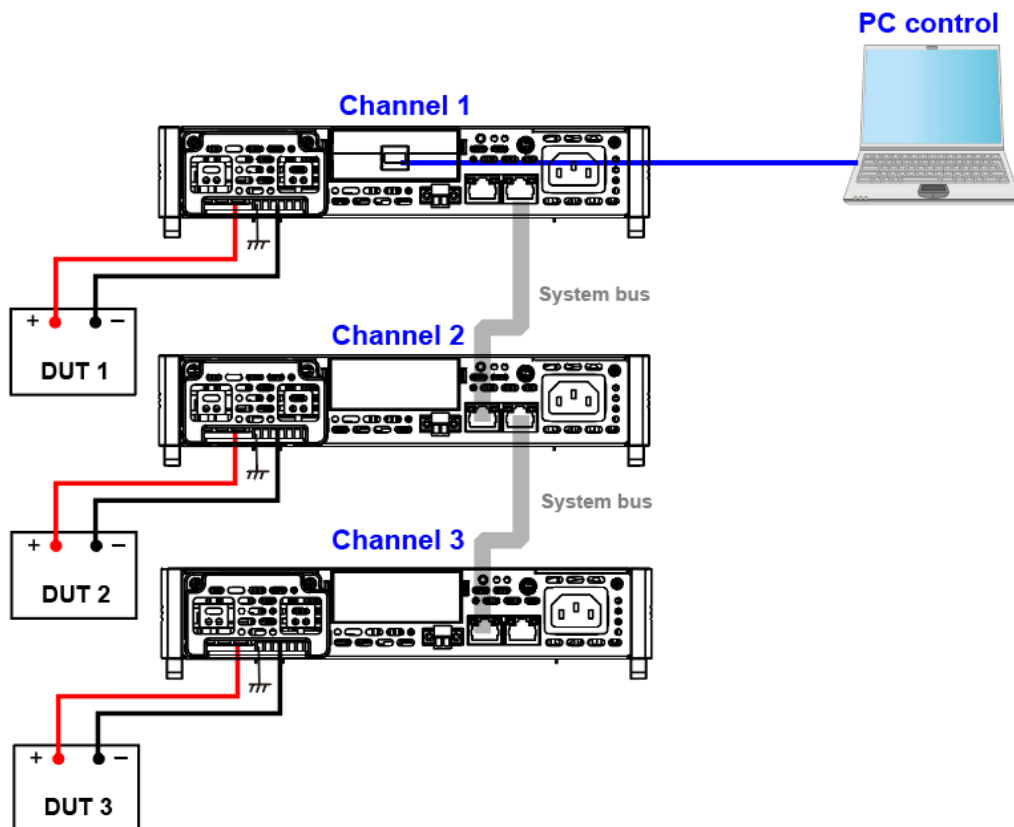 PC control
Channel 1
System bus
+ −
DUT 1
Channel 2
System bus
+ −
DUT 2
Channel 3
+ −
DUT 3